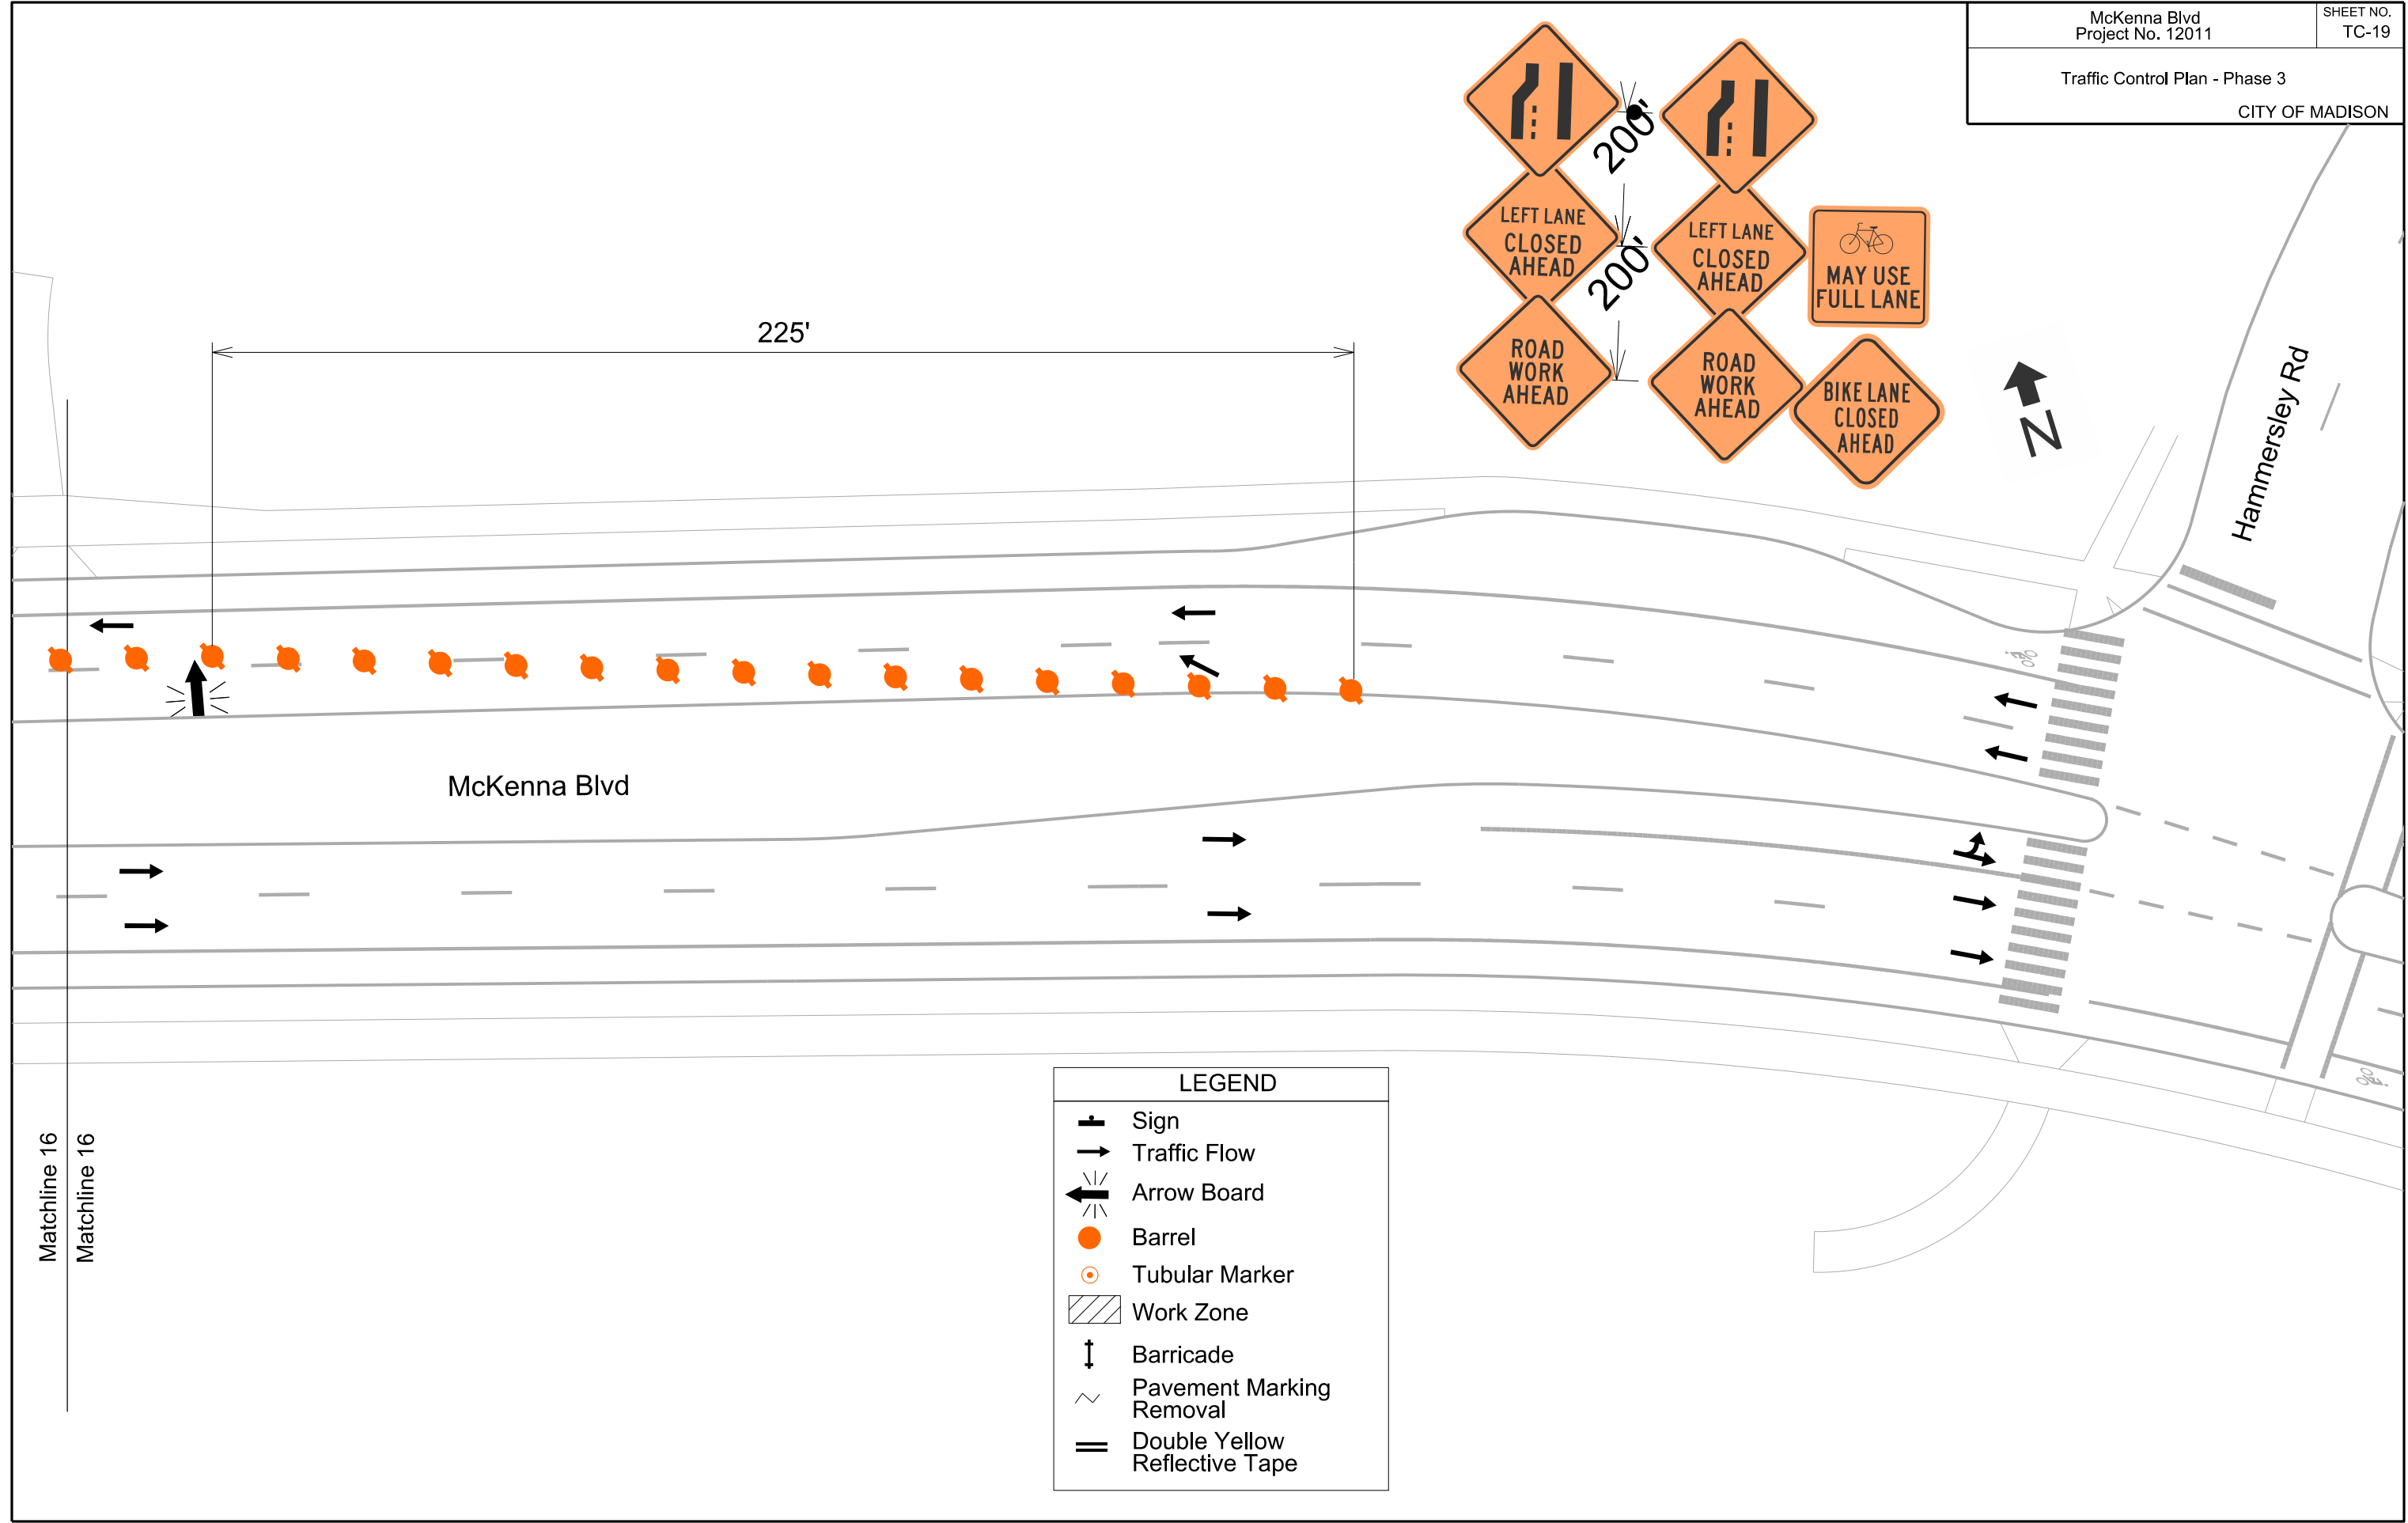 McKenna Blvd
Project No. 12011
SHEET NO.
TC-19
Traffic Control Plan - Phase 3
CITY OF MADISON
200'
200'
LEFT LANE
CLOSED
AHEAD
ROAD
WORK
AHEAD
LEFT LANE
CLOSED
AHEAD
ROAD
WORK
AHEAD
MAY USE
FULL LANE
BIKE LANE
CLOSED
AHEAD
N
Hammersley Rd
225'
McKenna Blvd
Matchline 16
Matchline 16
LEGEND
Sign
Traffic Flow
Arrow Board
Barrel
Tubular Marker
Work Zone
Barricade
Pavement Marking
Removal
Double Yellow
Reflective Tape